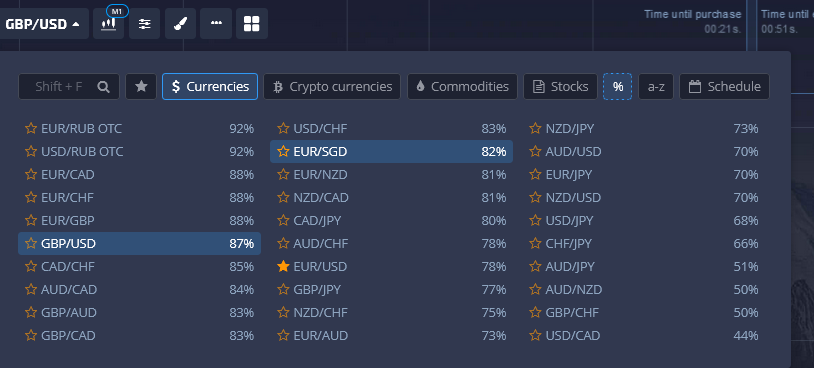 GBP/USD
M1
Time until purchase
00:21s.
Time until
00:51s.
Shift + F
$ Currencies
Crypto currencies
Commodities
Stocks
%
a-z
Schedule
EUR/RUB OTC 92%
USD/RUB OTC 92%
EUR/CAD 88%
EUR/CHF 88%
EUR/GBP 88%
GBP/USD 87%
CAD/CHF 85%
AUD/CAD 84%
GBP/AUD 83%
GBP/CAD 83%
USD/CHF 83%
EUR/SGD 82%
EUR/NZD 81%
NZD/CAD 81%
CAD/JPY 80%
AUD/CHF 78%
EUR/USD 78%
GBP/JPY 77%
NZD/CHF 75%
EUR/AUD 73%
NZD/JPY 73%
AUD/USD 70%
EUR/JPY 70%
NZD/USD 70%
USD/JPY 68%
CHF/JPY 66%
AUD/JPY 51%
AUD/NZD 50%
GBP/CHF 50%
USD/CAD 44%